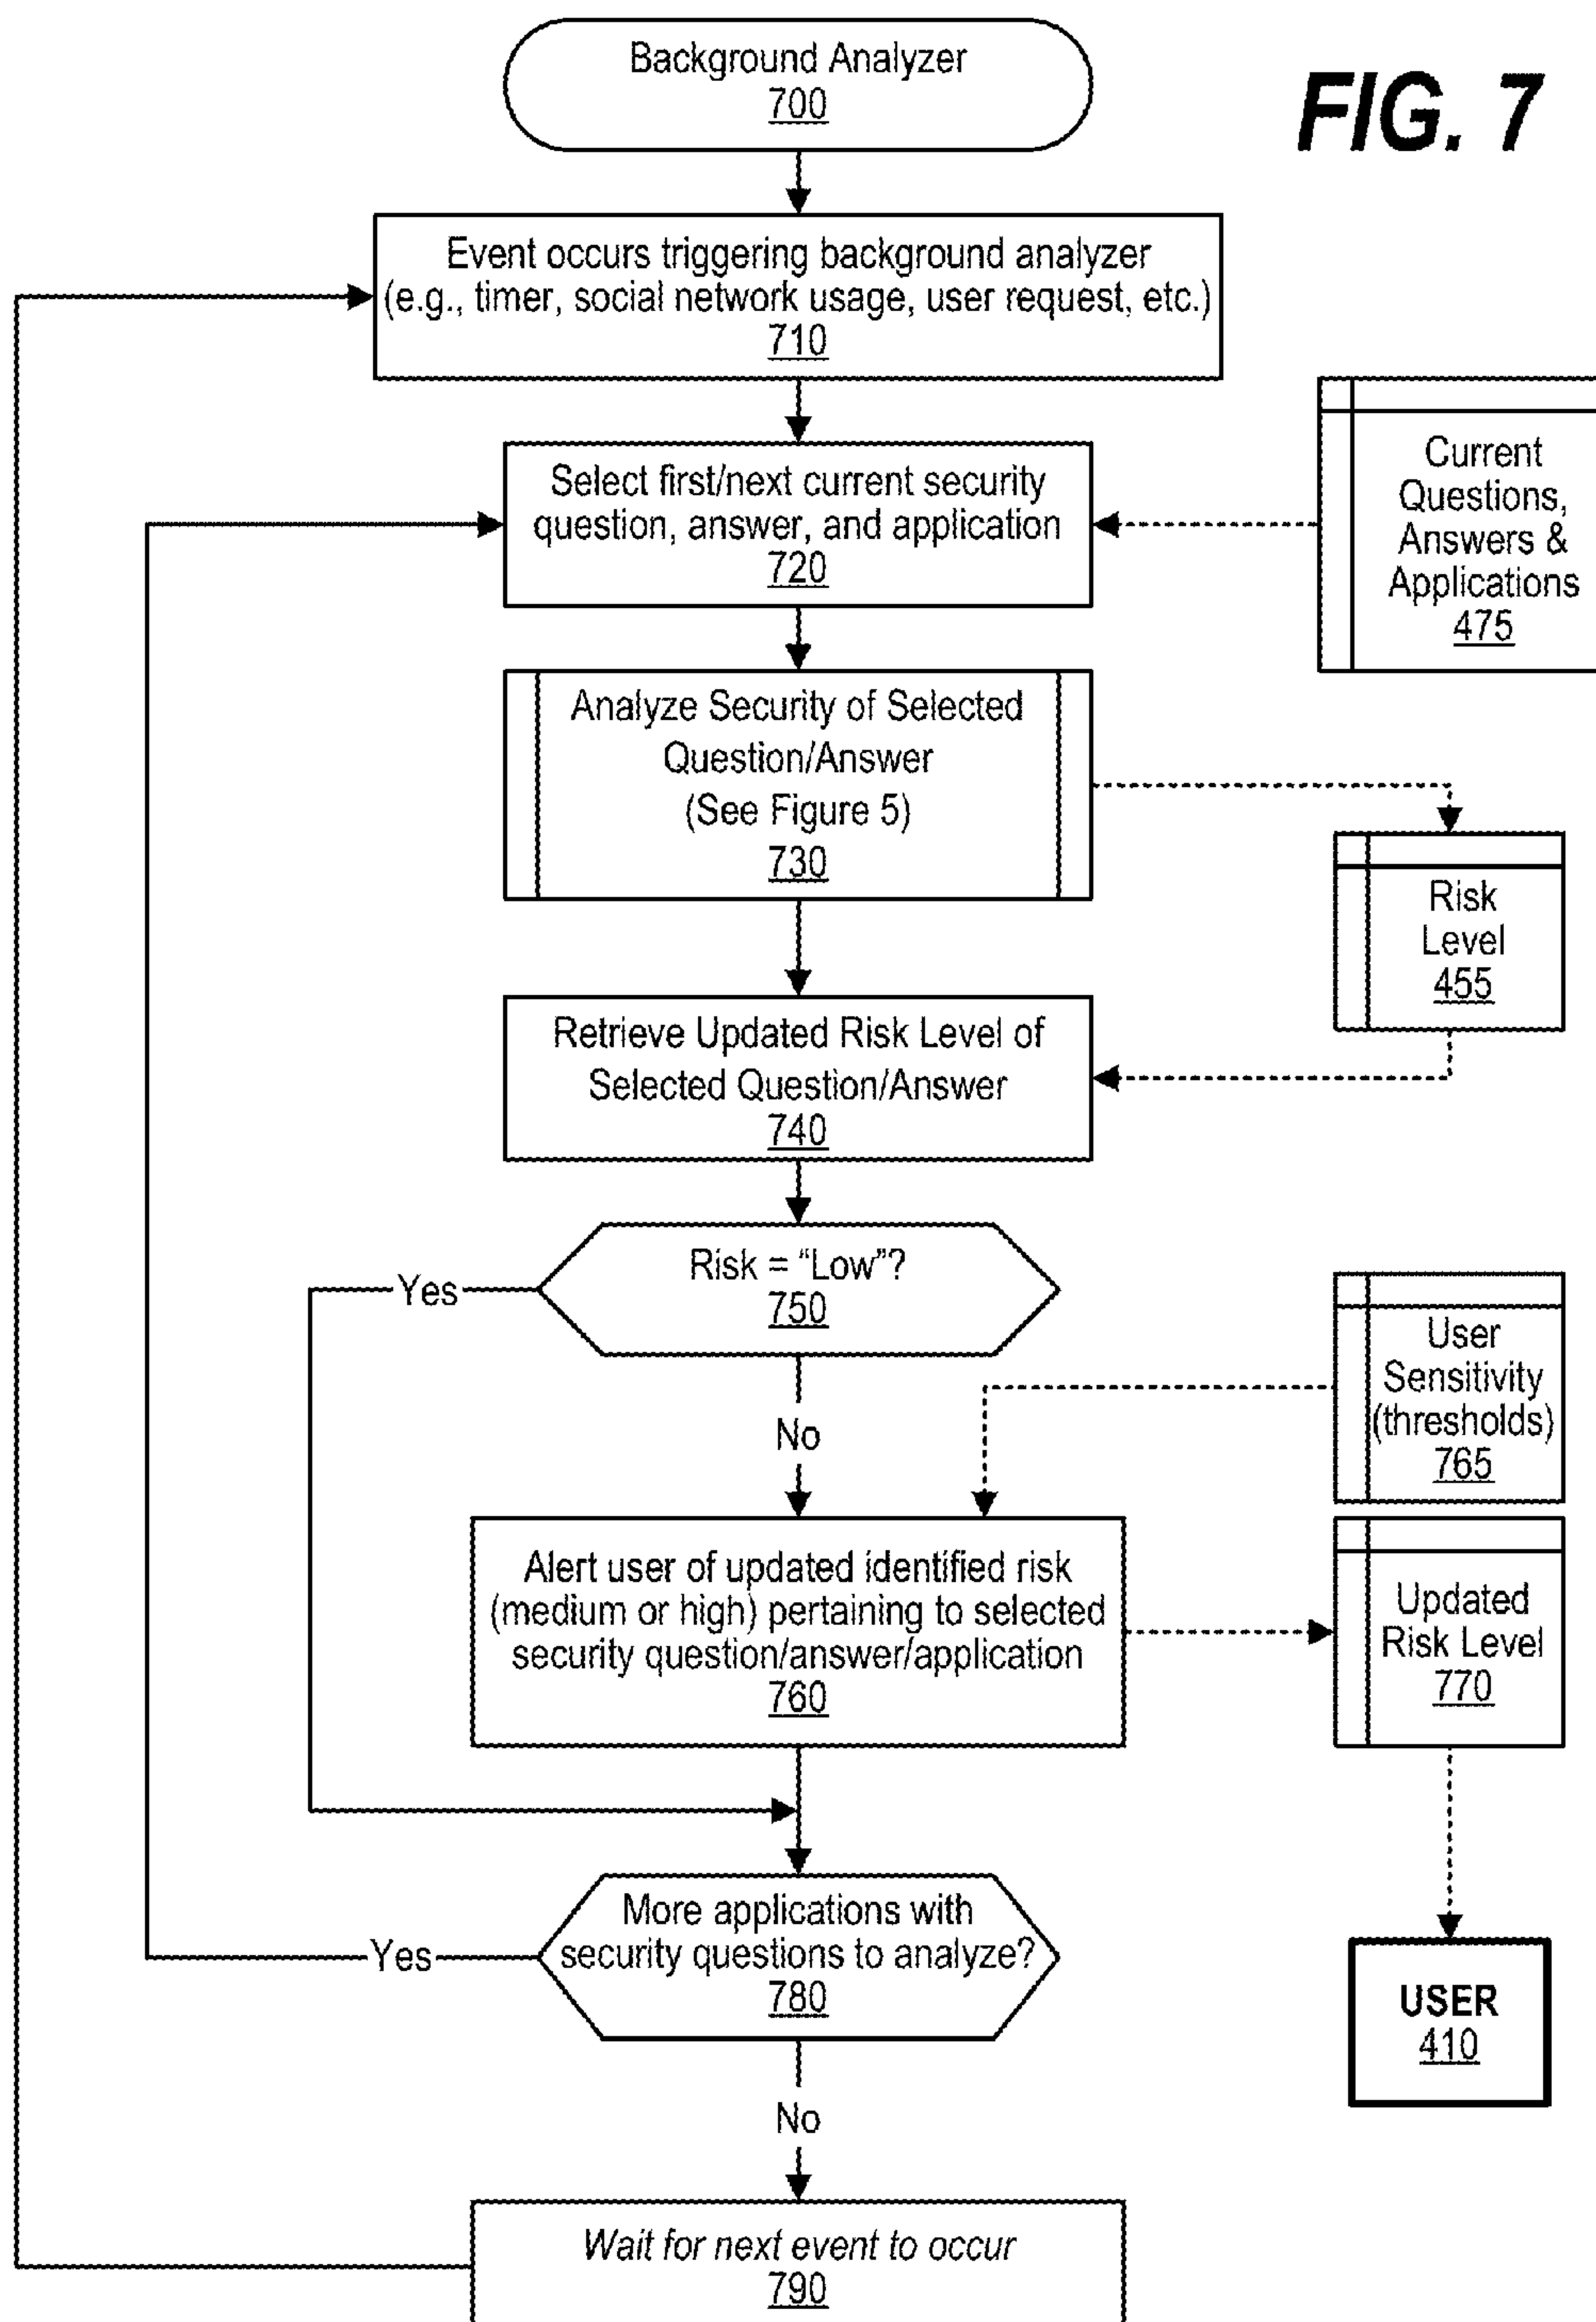 FIG. 7
Background Analyzer
700
Event occurs triggering background analyzer
(e.g., timer, social network usage, user request, etc.)
710
Select first/next current security
question, answer, and application
720
Current
Questions,
Answers &
Applications
475
Analyze Security of Selected
Question/Answer
(See Figure 5)
730
Risk
Level
455
Retrieve Updated Risk Level of
Selected Question/Answer
740
Risk = “Low”?
750
Yes
No
User
Sensitivity
(thresholds)
765
Alert user of updated identified risk
(medium or high) pertaining to selected
security question/answer/application
760
Updated
Risk Level
770
More applications with
security questions to analyze?
780
Yes
No
USER
410
Wait for next event to occur
790